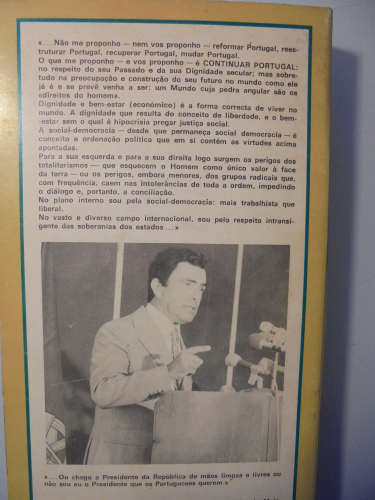 «... Não me proponho — nem vos proponho — reformar Portugal, rees-
truturar Portugal, recuperar Portugal, mudar Portugal.
O que me proponho — e vos proponho — é CONTINUAR PORTUGAL:
no respeito do seu Passado e da sua Dignidade secular; mas sobre-
tudo na preocupação e construção do seu futuro no mundo como ele
já é e se prevê venha a ser: um Mundo cuja pedra angular são os
«direitos do homem».
Dignidade e bem-estar (económico) é a forma correcta de viver no
mundo. A dignidade que resulta do conceito de liberdade, e o bem-
-estar sem o qual é hipocrisia pregar justiça social.
A social-democracia — desde que permaneça social democracia — é
conceito e ordenação política que em si contém as virtudes acima
apontadas.
Para a sua esquerda e para a sua direita logo surgem os perigos dos
totalitarismos — que esquecem o Homem como único valor à face
da terra — ou os perigos, embora menores, dos grupos radicais que,
com frequência, caem nas intolerâncias de toda a ordem, impedindo
o diálogo e, portanto, a conciliação.
No plano interno sou pela social-democracia: mais trabalhista que
liberal.
No vasto e diverso campo internacional, sou pelo respeito intransi-
gente das soberanias dos estados...»
«... Ou chego a Presidente da República de mãos limpas e livres ou
não sou eu o Presidente que os Portugueses querem.»